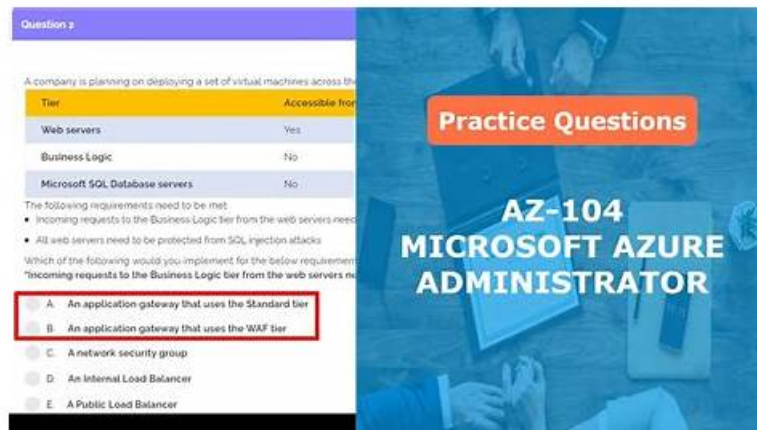 Question 2
A company is planning on deploying a set of virtual machines across the
Tier Accessible from
Web servers Yes
Business Logic No
Microsoft SQL Database servers No
The following requirements need to be met
• Incoming requests to the Business Logic tier from the web servers need
• All web servers need to be protected from SQL injection attacks
Which of the following would you implement for the below requirement
"Incoming requests to the Business Logic tier from the web servers ne
A. An application gateway that uses the Standard tier
B. An application gateway that uses the WAF tier
C. A network security group
D. An Internal Load Balancer
E. A Public Load Balancer
Practice Questions
AZ-104
MICROSOFT AZURE
ADMINISTRATOR